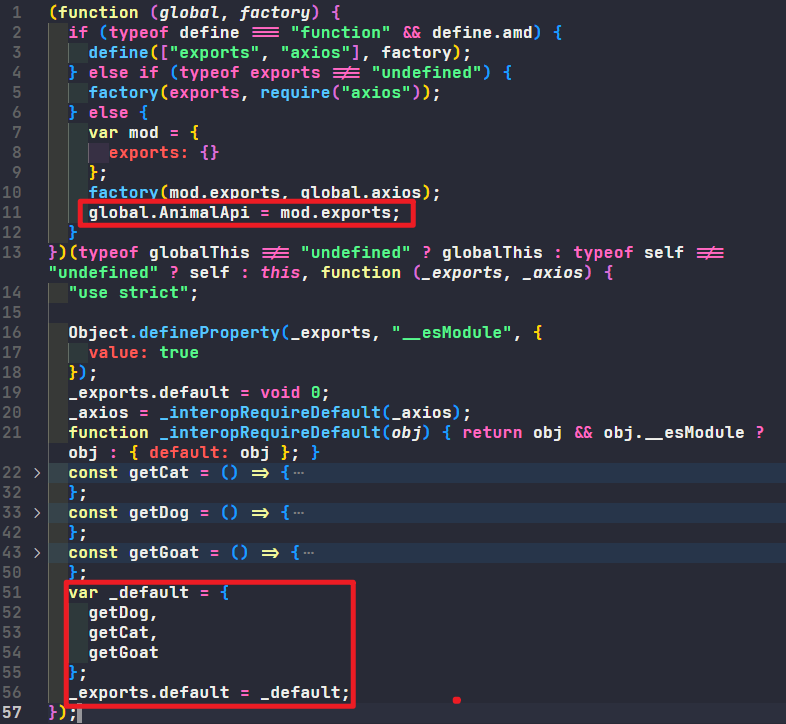 1 (function (global, factory) {
2 if (typeof define === "function" && define.amd) {
3 define(["exports", "axios"], factory);
4 } else if (typeof exports !== "undefined") {
5 factory(exports, require("axios"));
6 } else {
7 var mod = {
8 exports: {}
9 };
10 factory(mod.exports, global.axios);
11 global.AnimalApi = mod.exports;
12 }
13 })(typeof globalThis !== "undefined" ? globalThis : typeof self !==
"undefined" ? self : this, function (_exports, _axios) {
14 "use strict";
15
16 Object.defineProperty(_exports, "__esModule", {
17 value: true
18 });
19 _exports.default = void 0;
20 _axios = _interopRequireDefault(_axios);
21 function _interopRequireDefault(obj) { return obj && obj.__esModule ?
obj : { default: obj }; }
22 const getCat = () => {…
32 };
33 const getDog = () => {…
42 };
43 const getGoat = () => {…
50 };
51 var _default = {
52 getDog,
53 getCat,
54 getGoat
55 };
56 _exports.default = _default;
57 });